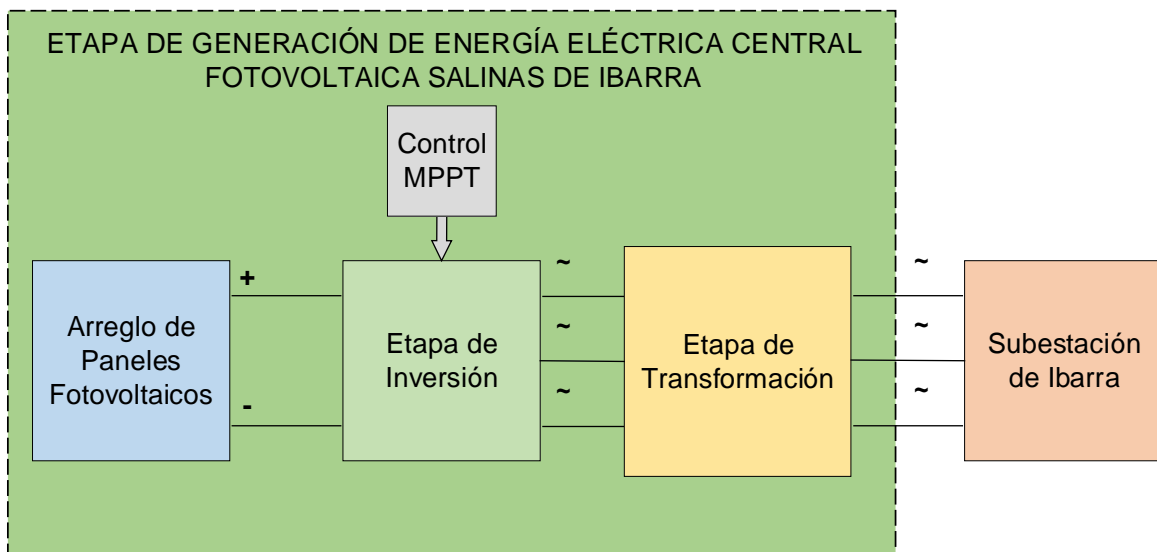 ETAPA DE GENERACIÓN DE ENERGÍA ELÉCTRICA CENTRAL
FOTOVOLTAICA SALINAS DE IBARRA
Control
MPPT
Arreglo de
Paneles
Fotovoltaicos
+
-
Etapa de
Inversión
~
~
~
Etapa de
Transformación
~
~
~
Subestación
de Ibarra